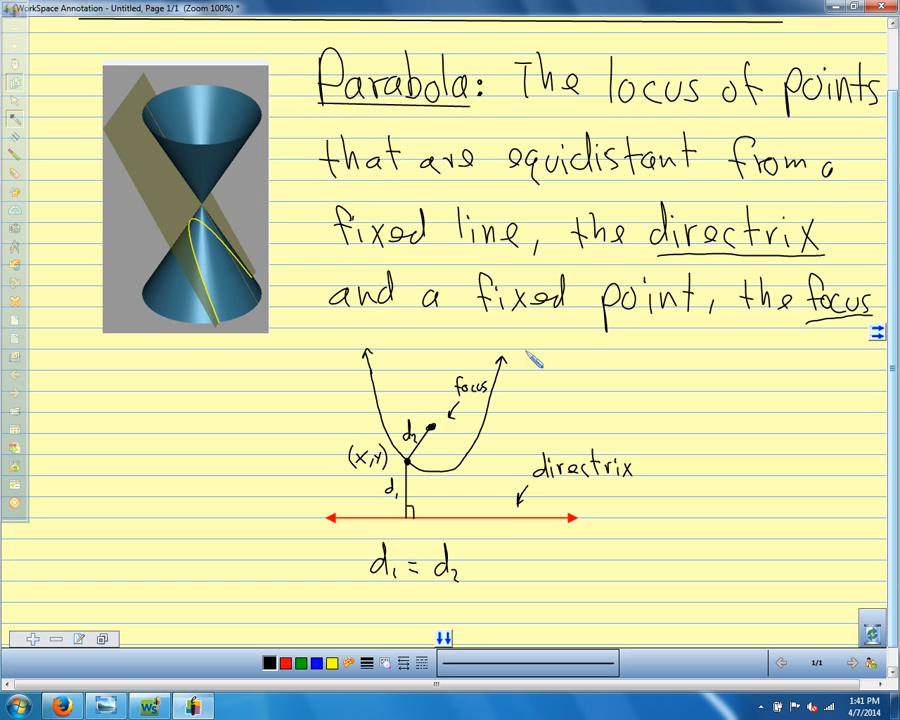 WorkSpace Annotation - Untitled, Page 1/1 (Zoom 100%) *
Parabola: The locus of points
that are equidistant from a
fixed line, the directrix
and a fixed point, the focus
focus
d₂
(x,y)
directrix
d₁
d₁ = d₂
1/1
1:41 PM
4/7/2014